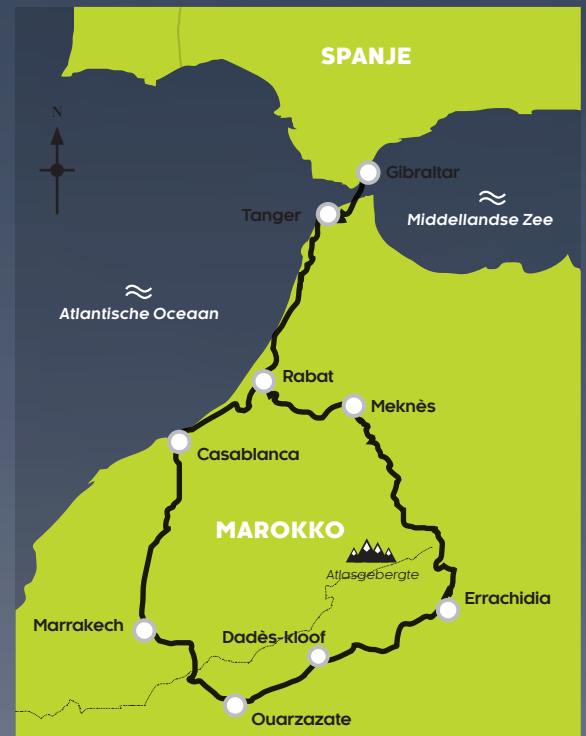 SPANJE
N
Gibraltar
Tanger
Middellandse Zee
Atlantische Oceaan
Rabat
Meknès
Casablanca
MAROKKO
Atlasgebergte
Errachidia
Marrakech
Dadès-kloof
Ouarzazate